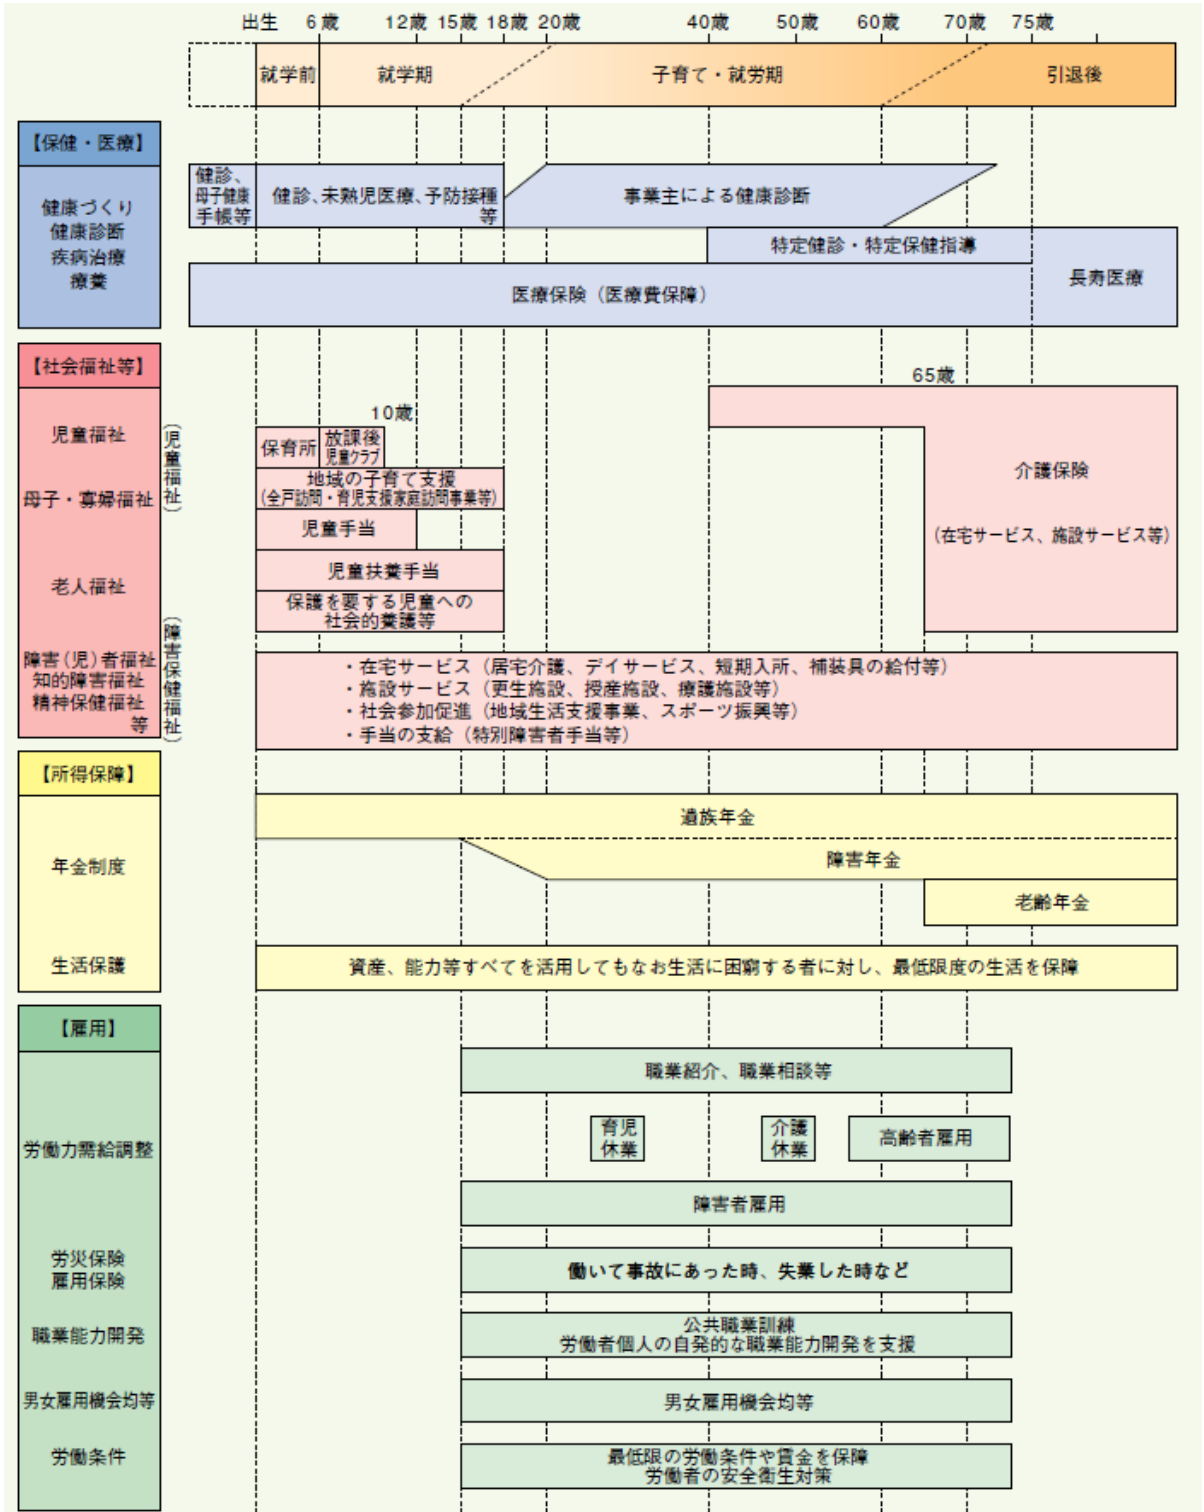 出生 6歳 12歳 15歳 18歳 20歳 40歳 50歳 60歳 70歳 75歳
就学前 就学期 子育て・就労期 引退後
【保健・医療】
健康づくり
健康診断
疾病治療
療養
健診、
母子健康
手帳等
健診、未熟児医療、予防接種
等
事業主による健康診断
特定健診・特定保健指導
長寿医療
医療保険(医療費保障)
【社会福祉等】
児童福祉
母子・寡婦福祉
老人福祉
障害(児)者福祉
知的障害福祉
精神保健福祉
等
(児童福祉)
(障害保健福祉)
65歳
10歳
保育所
放課後
児童クラブ
地域の子育て支援
(全戸訪問・育児支援家庭訪問事業等)
児童手当
児童扶養手当
保護を要する児童への
社会的養護等
介護保険
(在宅サービス、施設サービス等)
・在宅サービス(居宅介護、デイサービス、短期入所、補装具の給付等)
・施設サービス(更生施設、授産施設、療護施設等)
・社会参加促進(地域生活支援事業、スポーツ振興等)
・手当の支給(特別障害者手当等)
【所得保障】
年金制度
生活保護
遺族年金
障害年金
老齢年金
資産、能力等すべてを活用してもなお生活に困窮する者に対し、最低限度の生活を保障
【雇用】
労働力需給調整
労災保険
雇用保険
職業能力開発
男女雇用機会均等
労働条件
職業紹介、職業相談等
育児
休業
介護
休業
高齢者雇用
障害者雇用
働いて事故にあった時、失業した時など
公共職業訓練
労働者個人の自発的な職業能力開発を支援
男女雇用機会均等
最低限の労働条件や賃金を保障
労働者の安全衛生対策